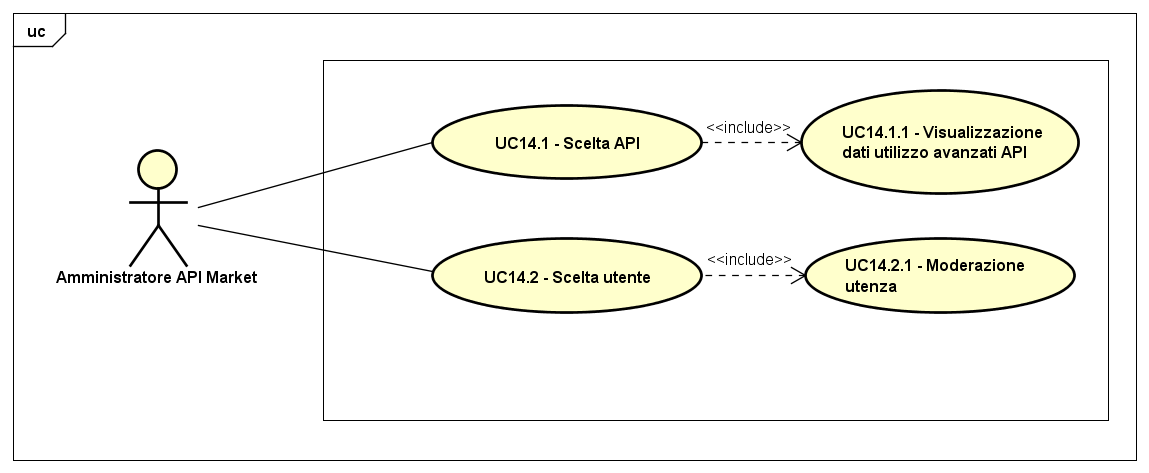 uc
UC14.1 - Scelta API
<<include>>
UC14.1.1 - Visualizzazione
dati utilizzo avanzati API
Amministratore API Market
UC14.2 - Scelta utente
<<include>>
UC14.2.1 - Moderazione
utenza